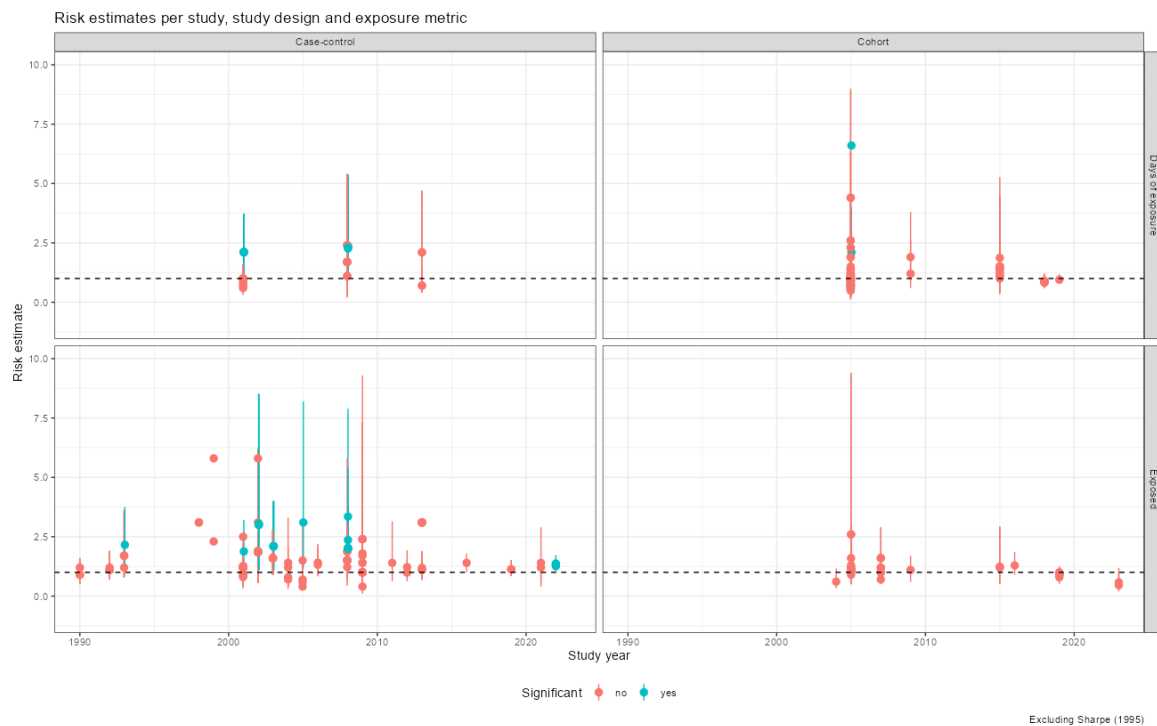 Risk estimates per study, study design and exposure metric
Case-control
Cohort
10.0
7.5
5.0
2.5
0.0
Days of exposure
10.0
7.5
5.0
2.5
0.0
Exposed
Risk estimate
1990
2000
2010
2020
1990
2000
2010
2020
Study year
Significant no yes
Excluding Sharpe (1995)